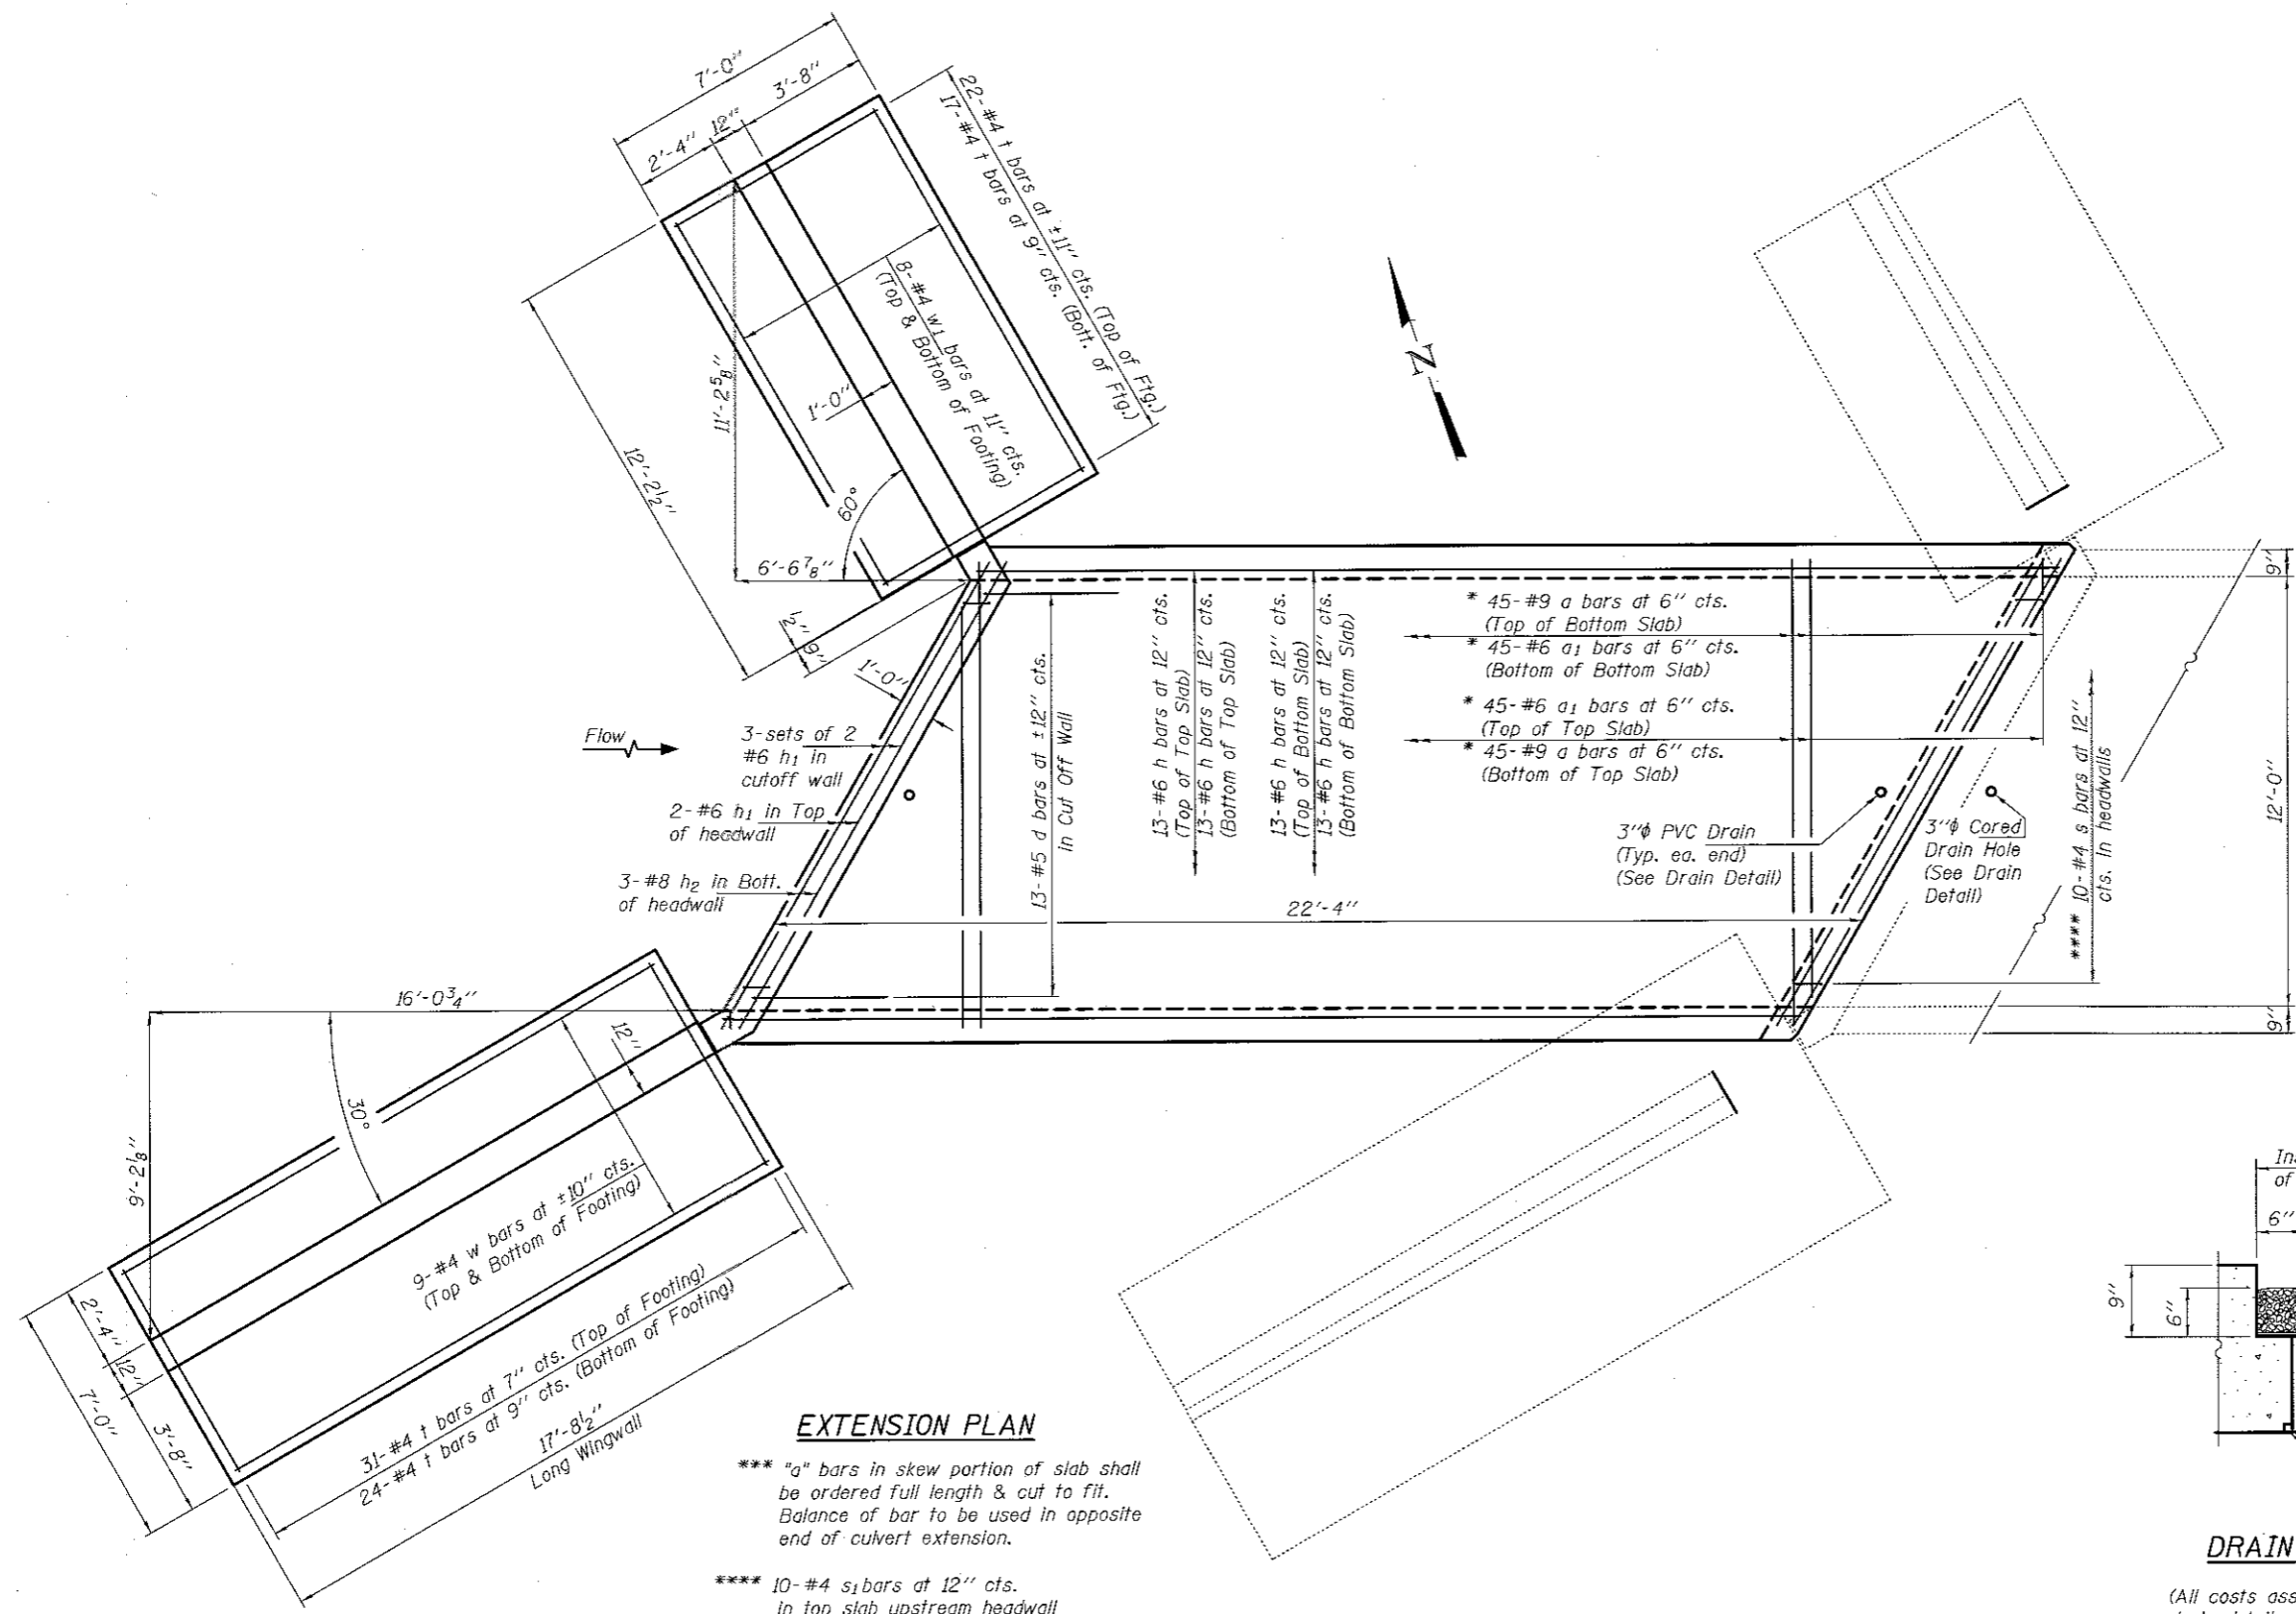 7'-0"
2'-4"
12"
3'-8"
22-#4 t bars at ±11" cts. (Top of Ftg.)
17-#4 t bars at 9" cts. (Bott. of Ftg.)
8-#4 w1 bars at 11" cts.
(Top & Bottom of Footing)
1'-0"
11'-2 5/8"
12'-2 1/2"
60°
6'-6 7/8"
1/2"
9"
1'-0"
N
Flow
3-sets of 2
#6 h1 in
cutoff wall
2-#6 h1 in Top
of headwall
3-#8 h2 in Bott.
of headwall
13-#5 d bars at ±12" cts.
in Cut Off Wall
13-#6 h bars at 12" cts.
(Top of Top Slab)
13-#6 h bars at 12" cts.
(Bottom of Top Slab)
13-#6 h bars at 12" cts.
(Top of Bottom Slab)
13-#6 h bars at 12" cts.
(Bottom of Bottom Slab)
* 45-#9 a bars at 6" cts.
(Top of Bottom Slab)
* 45-#6 a1 bars at 6" cts.
(Bottom of Bottom Slab)
* 45-#6 a1 bars at 6" cts.
(Top of Top Slab)
* 45-#9 a bars at 6" cts.
(Bottom of Top Slab)
3"ϕ PVC Drain
(Typ. ea. end)
(See Drain Detail)
3"ϕ Cored
Drain Hole
(See Drain
Detail)
**** 10-#4 s bars at 12"
cts. in headwalls
9"
12'-0"
9"
22'-4"
16'-0 3/4"
30°
9'-2 1/8"
12"
9-#4 w bars at ±10" cts.
(Top & Bottom of Footing)
31-#4 t bars at 7" cts. (Top of Footing)
24-#4 t bars at 9" cts. (Bottom of Footing)
17'-8 1/2"
Long Wingwall
2'-4"
12"
3'-8"
7'-0"
EXTENSION PLAN
*** "a" bars in skew portion of slab shall
be ordered full length & cut to fit.
Balance of bar to be used in opposite
end of culvert extension.
**** 10-#4 s1 bars at 12" cts.
in top slab upstream headwall
of
6"
9"
6"
DRAIN
(All costs